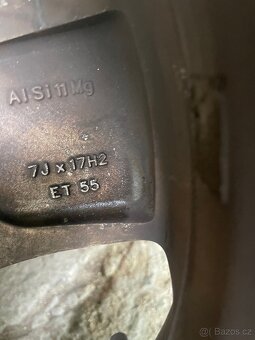 AlSi11Mg
7J x 17H2
ET 55
© Bazos.cz